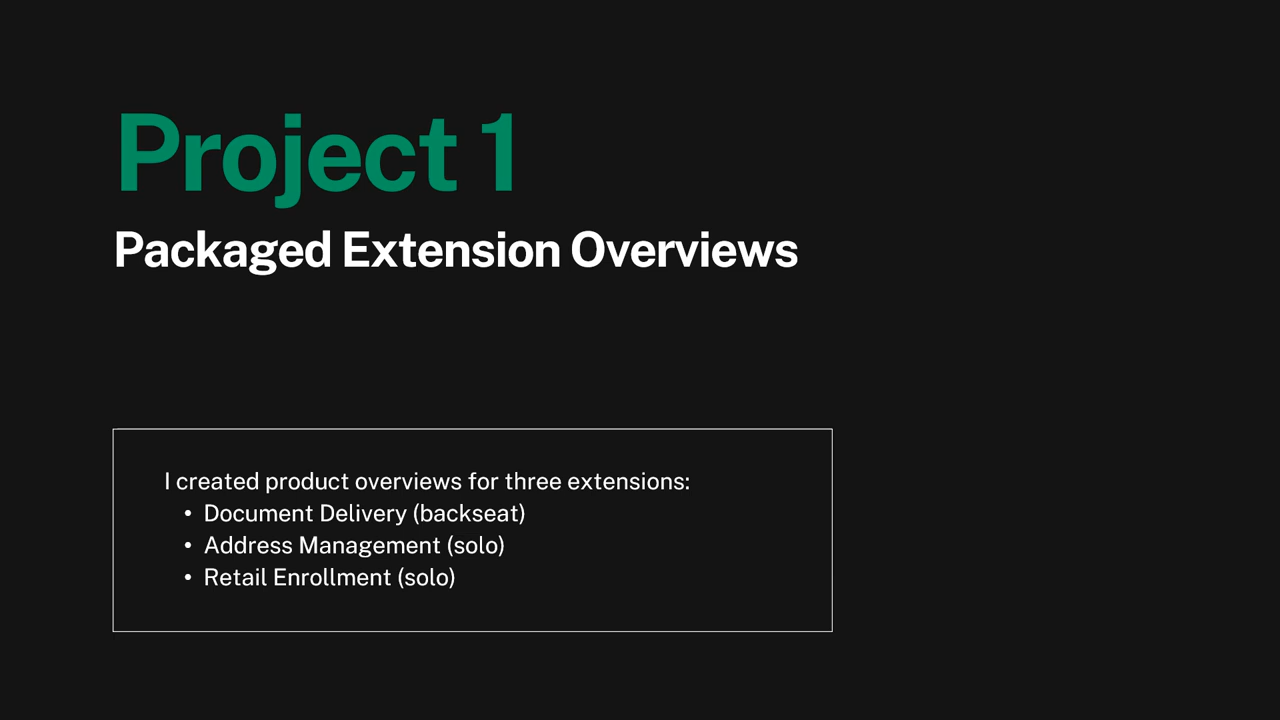 Project 1
Packaged Extension Overviews
I created product overviews for three extensions:
• Document Delivery (backseat)
• Address Management (solo)
• Retail Enrollment (solo)